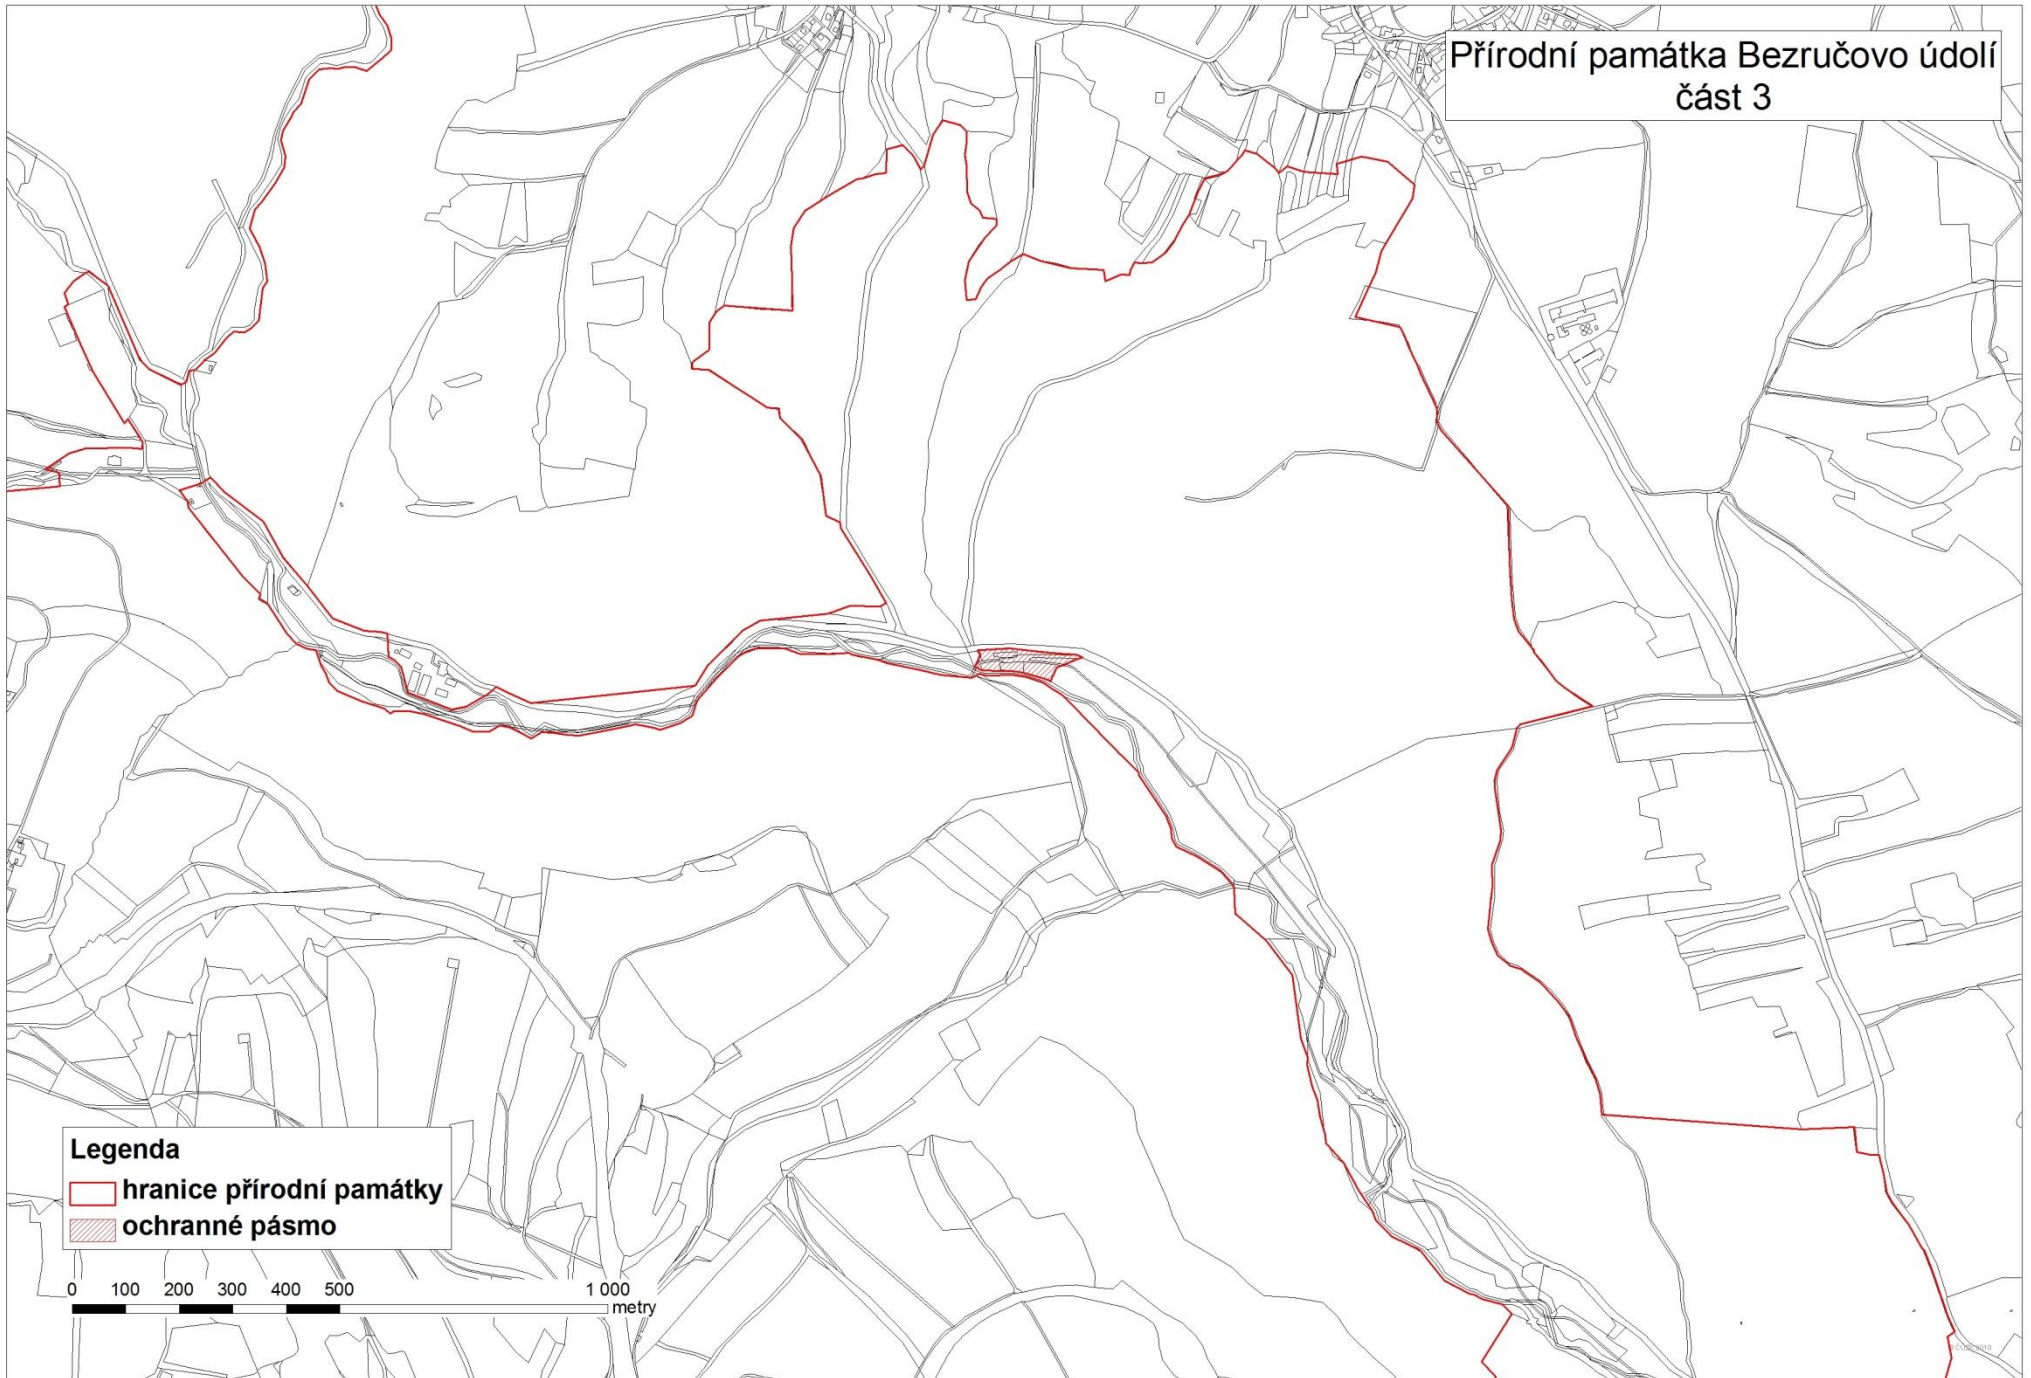 Přírodní památka Bezručovo údolí
část 3
Legenda
hranice přírodní památky
ochranné pásmo
0 100 200 300 400 500 1 000
metry